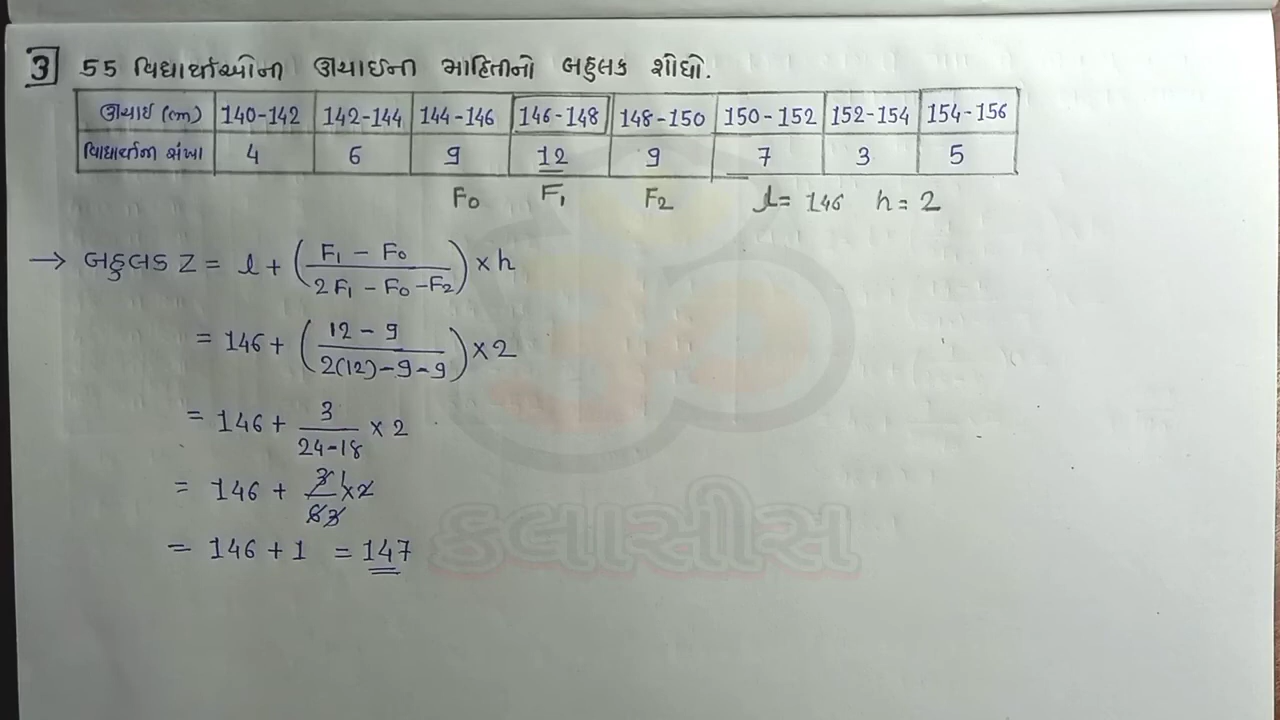 3 55 વિદ્યાર્થીઓની ઊંચાઇની માહિતીનો બહુલક શોધો.
ઊંચાઇ (cm) 140-142 142-144 144-146 146-148 148-150 150-152 152-154 154-156
વિદ્યાર્થીની સંખ્યા 4 6 9 12 9 7 3 5
F0 F1 F2 l = 146 h = 2
→ બહુલક Z = l + (F1 - F0 / 2F1 - F0 - F2) × h
= 146 + (12 - 9 / 2(12) - 9 - 9) × 2
= 146 + 3 / 24-18 × 2
= 146 + 3 1 × 2 / 6 3
= 146 + 1 = 147
ક્લાસીસ